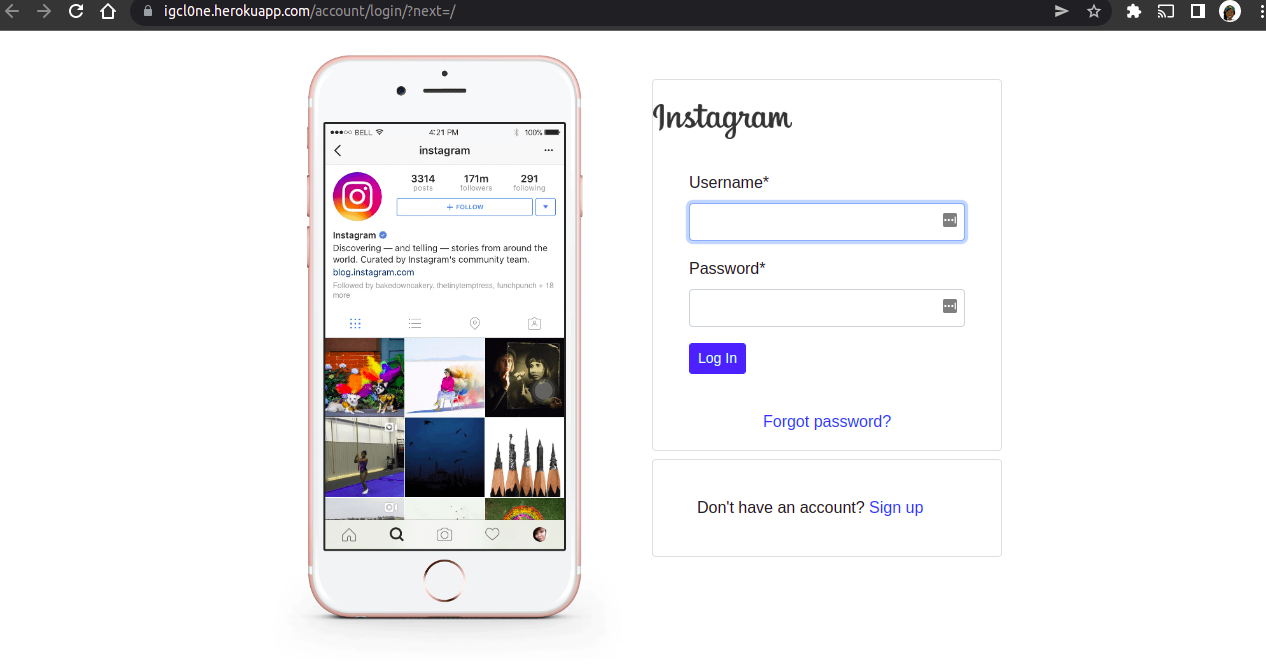 igcl0ne.herokuapp.com/account/login/?next=/
BELL 4:21 PM 100%
instagram
3314 171m 291
posts followers following
+ FOLLOW
Instagram
Discovering — and telling — stories from around the
world. Curated by Instagram's community team.
blog.instagram.com
Followed by bakedowncakery, thetinytemptress, funchpunch + 18
more
Instagram
Username*
Password*
Log In
Forgot password?
Don't have an account? Sign up